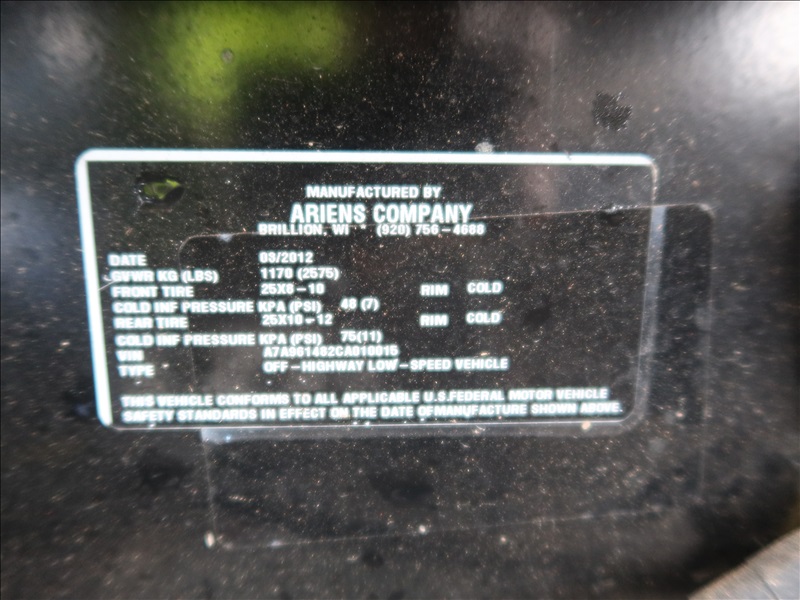 MANUFACTURED BY
ARIENS COMPANY
BRILLION, WI * (920) 756-4688
DATE 03/2012
GVWR KG (LBS) 1170 (2575)
FRONT TIRE 25X8-10 RIM COLD
COLD INF PRESSURE KPA (PSI) 48 (7)
REAR TIRE 25X10-12 RIM COLD
COLD INF PRESSURE KPA (PSI) 75(11)
VIN
TYPE OFF-HIGHWAY LOW-SPEED VEHICLE
THIS VEHICLE CONFORMS TO ALL APPLICABLE U.S.FEDERAL MOTOR VEHICLE
SAFETY STANDARDS IN EFFECT ON THE DATE OFMANUFACTURE SHOWN ABOVE.